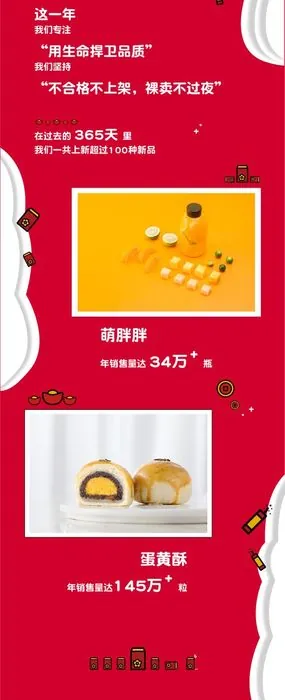 这一年
我们专注
“用生命捍卫品质”
我们坚持
“不合格不上架，裸卖不过夜”
在过去的 365天 里
我们一共上新超过100种新品
萌胖胖
年销售量达 34万+ 瓶
蛋黄酥
年销售量达145万+ 粒